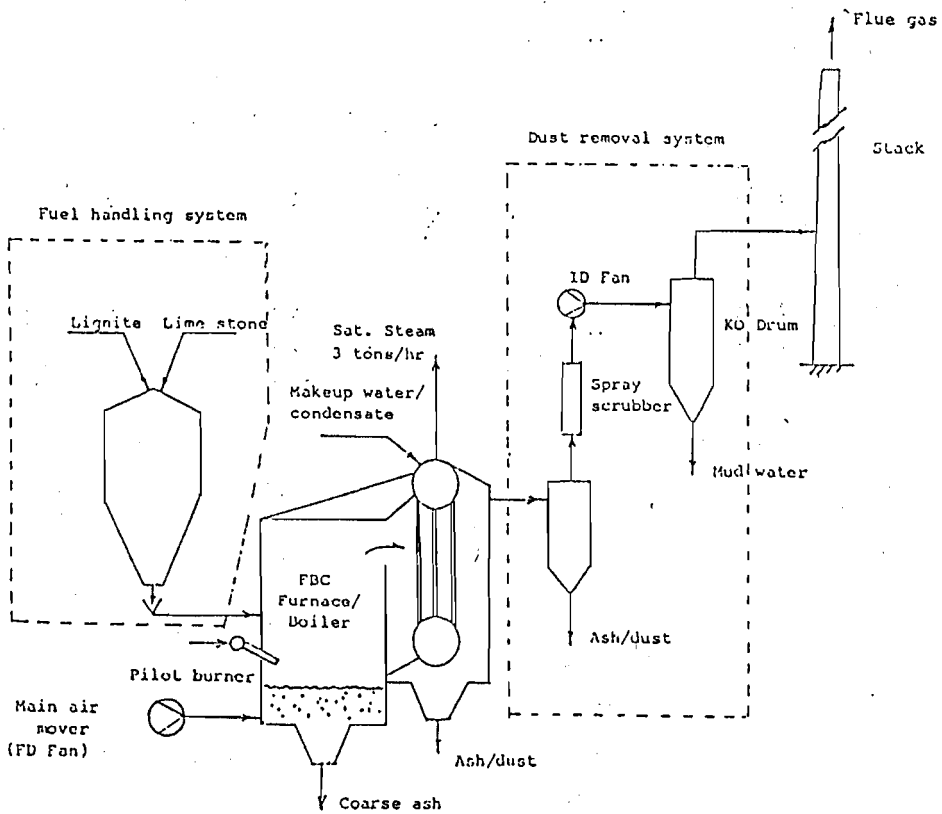 Flue gas
Stack
Dust removal system
Fuel handling system
Lignite Lime stone
Sat. Steam
3 tons/hr
Makeup water/
condensate
ID Fan
KO Drum
Spray
scrubber
Mud water
FBC
Furnace/
Boiler
Pilot burner
Ash/dust
Main air
mover
(FD Fan)
Ash/dust
Coarse ash